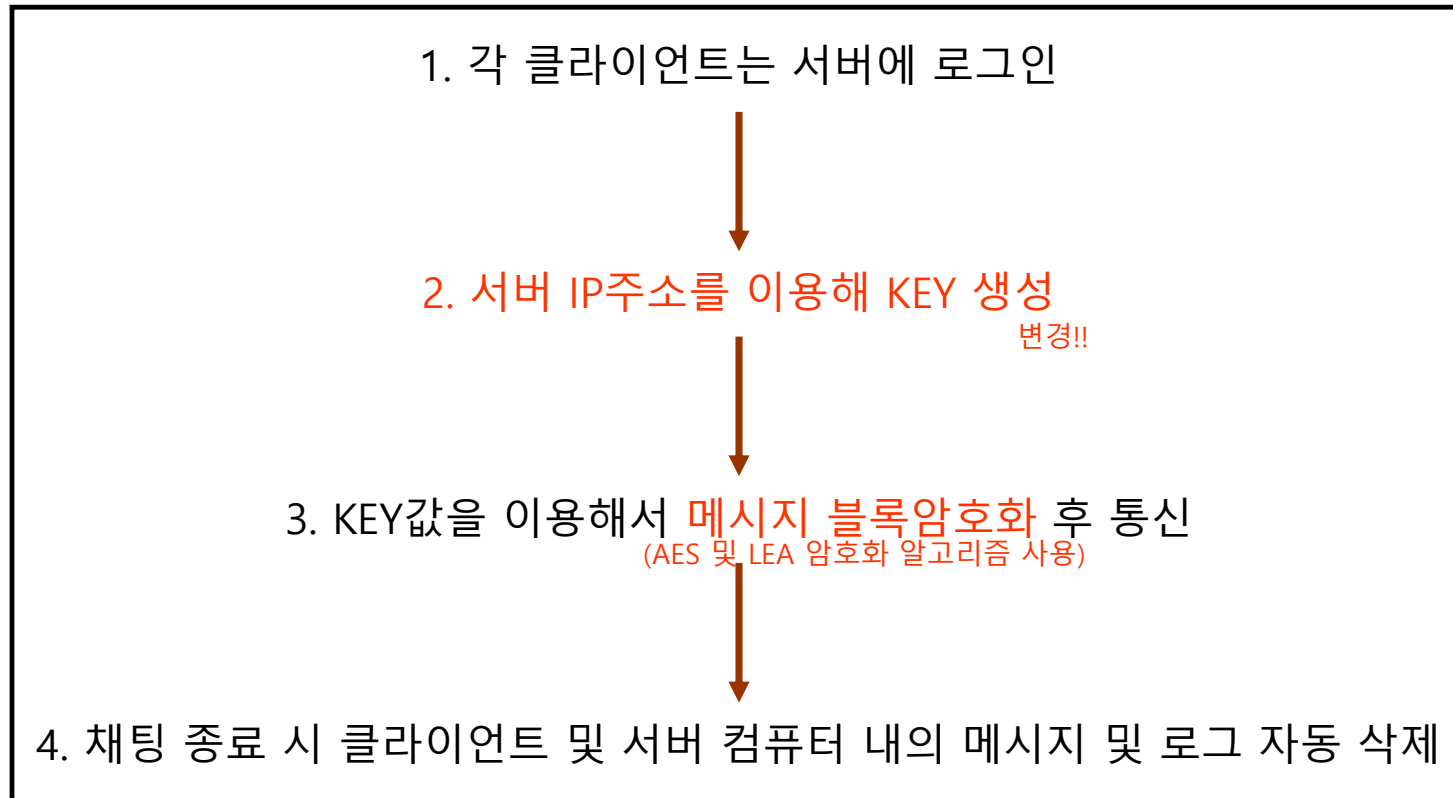 1. 각 클라이언트는 서버에 로그인
2. 서버 IP주소를 이용해 KEY 생성
변경!!
3. KEY값을 이용해서 메시지 블록암호화 후 통신
(AES 및 LEA 암호화 알고리즘 사용)
4. 채팅 종료 시 클라이언트 및 서버 컴퓨터 내의 메시지 및 로그 자동 삭제